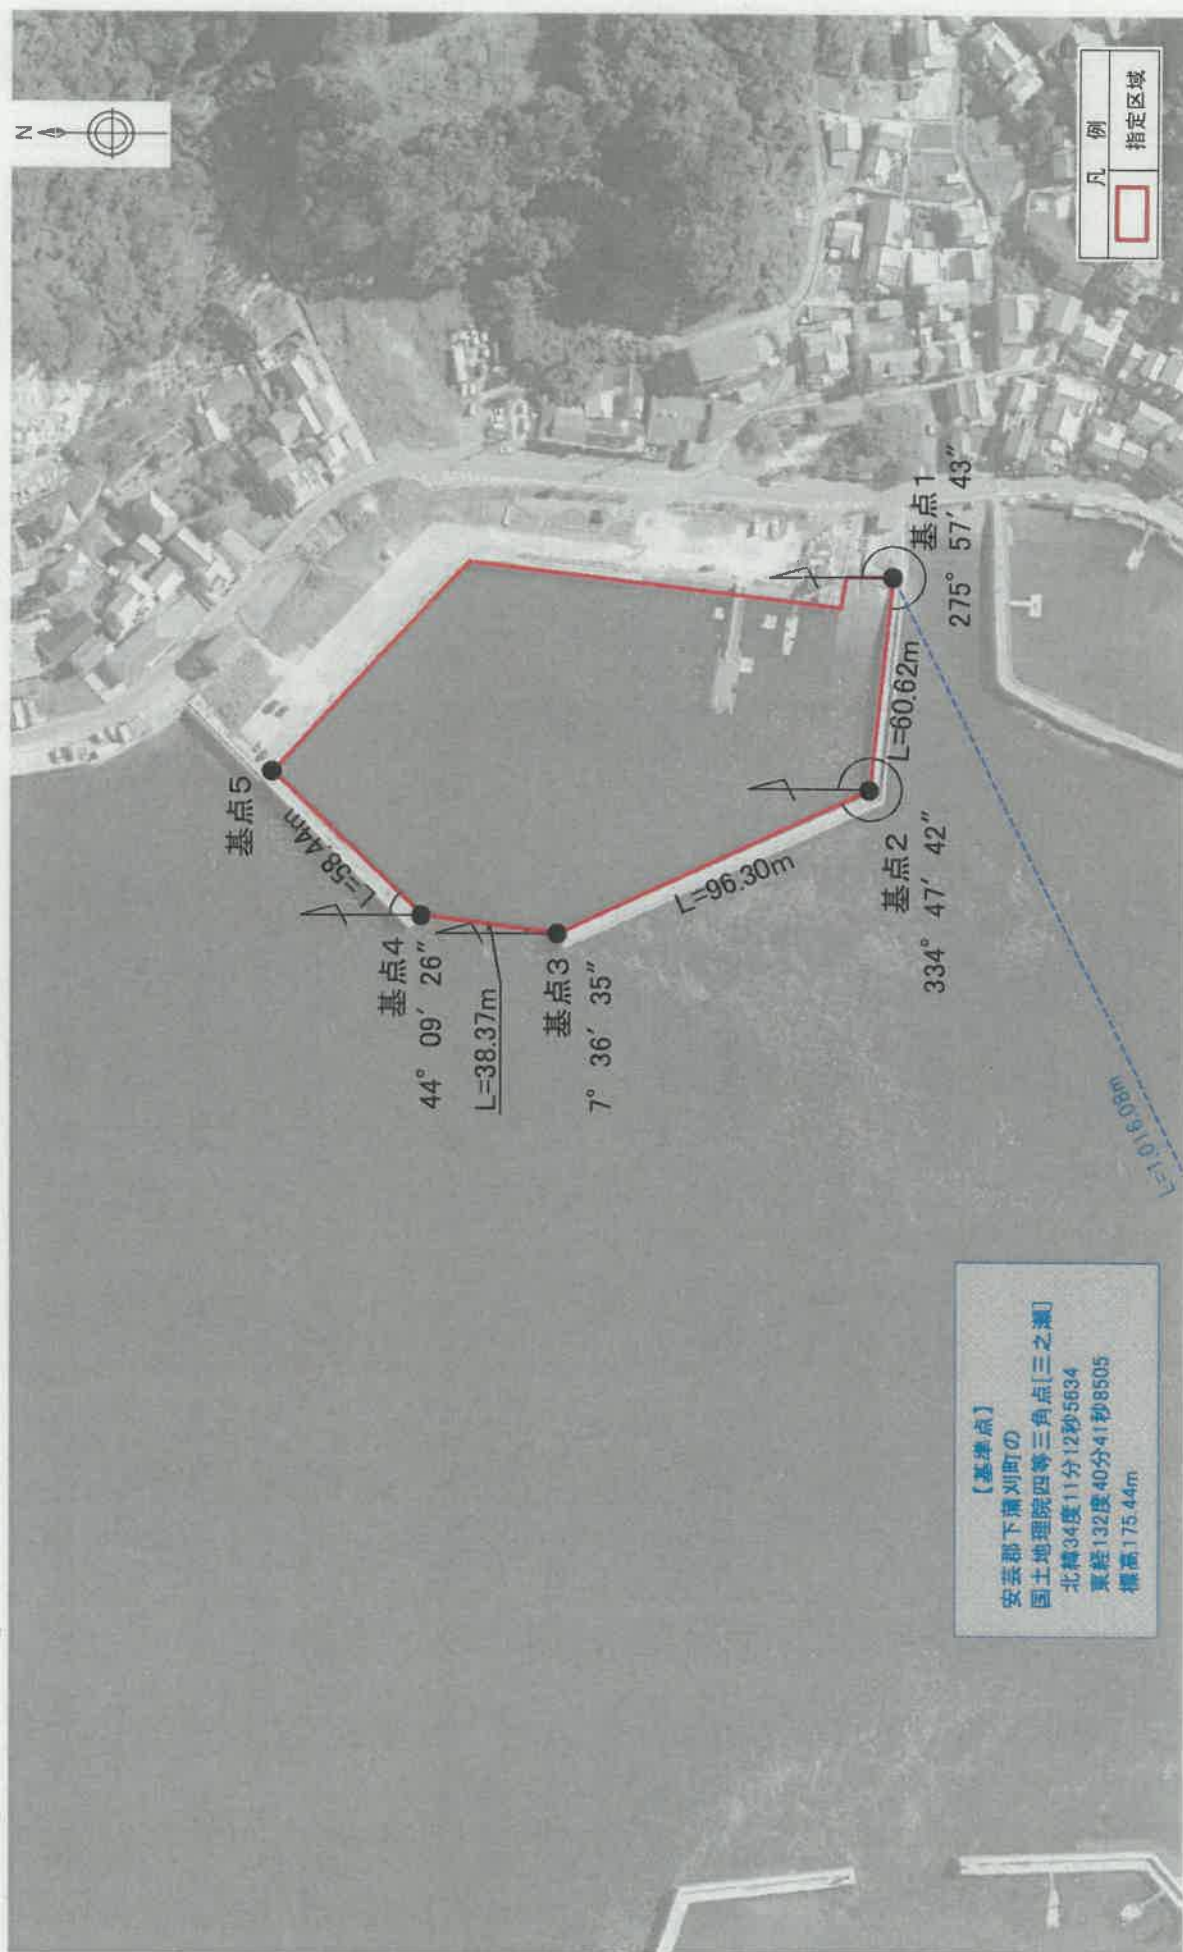 N
凡 例
指定区域
基点5
L=58.44m
基点4
44° 09′ 26″
L=38.37m
基点3
7° 36′ 35″
L=96.30m
基点2
334° 47′ 42″
L=60.62m
基点1
275° 57′ 43″
L=1,016.08m
【基準点】
安芸郡下蒲刈町の
国土地理院四等三角点[三之瀬]
北緯34度11分12秒5634
東経132度40分41秒8505
標高175.44m